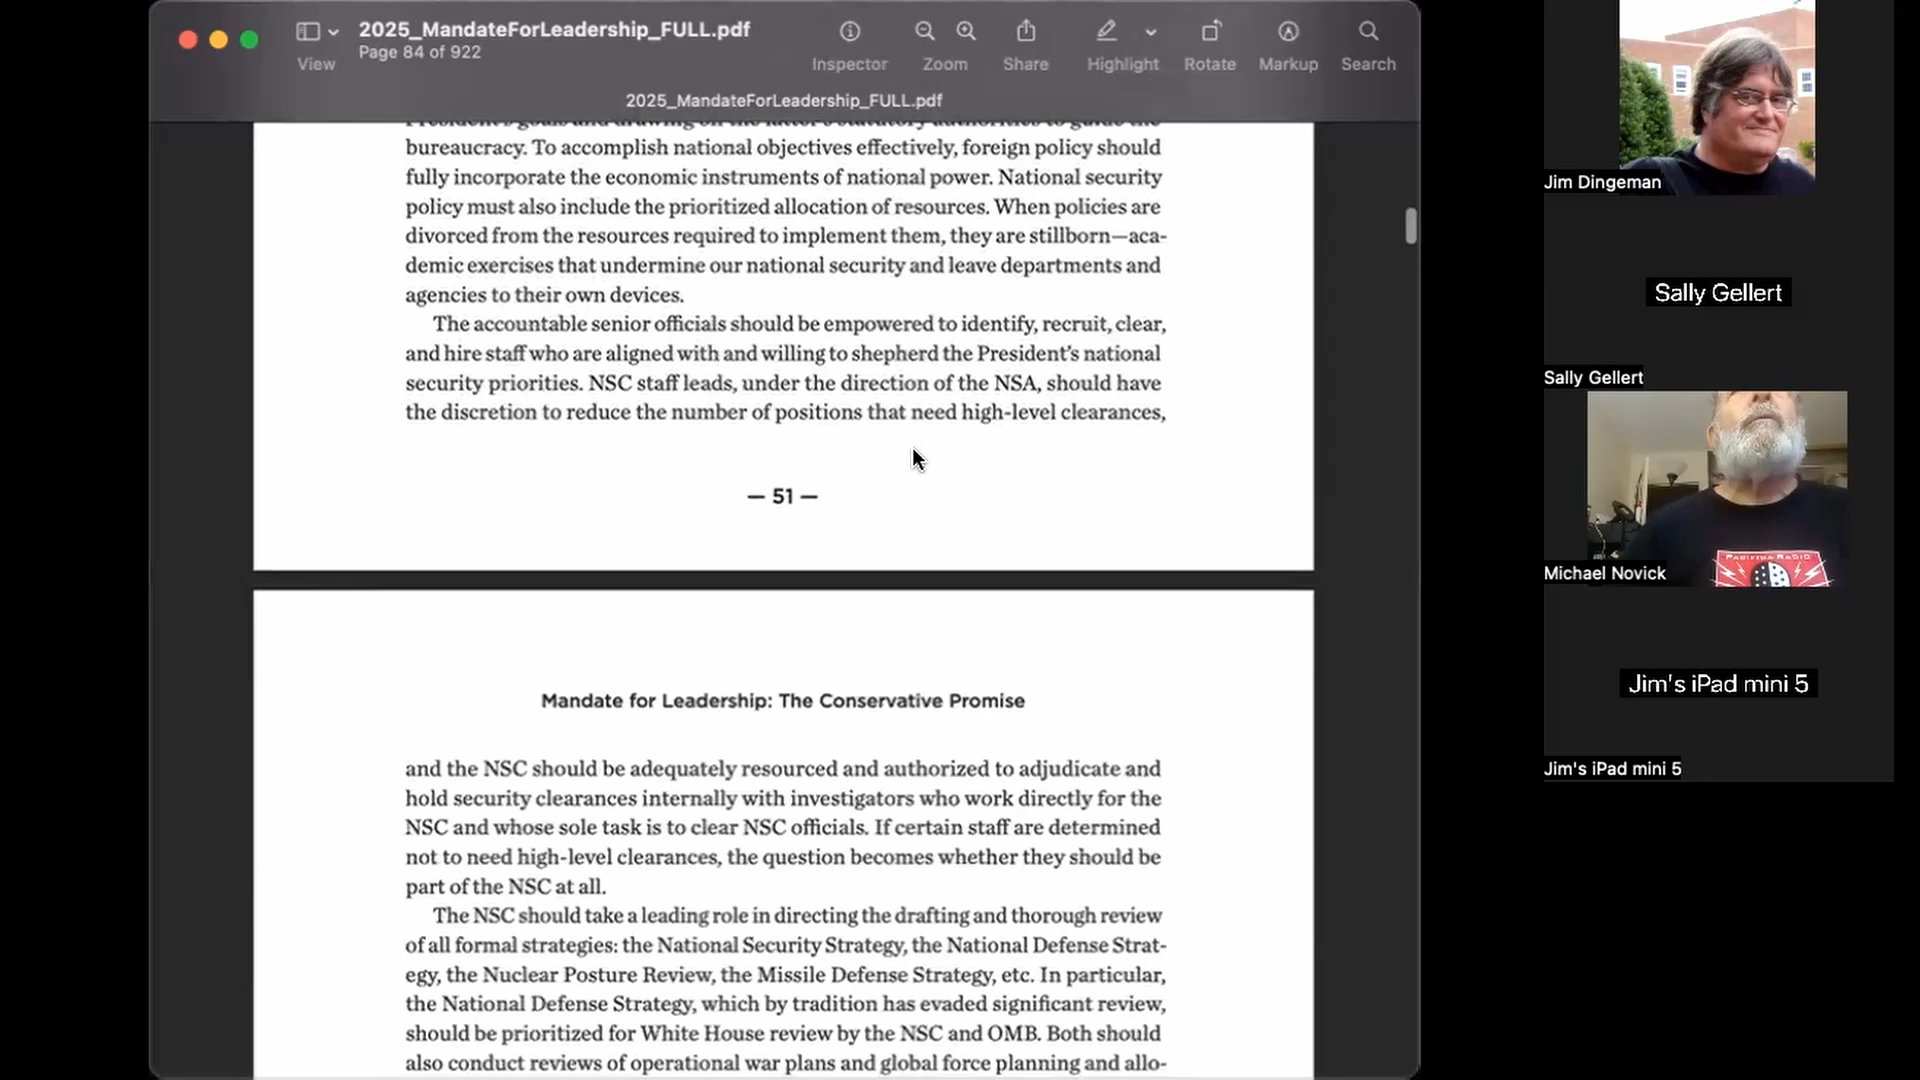 2025_MandateForLeadership_FULL.pdf
Page 84 of 922
View
Inspector
Zoom
Share
Highlight
Rotate
Markup
Search
2025_MandateForLeadership_FULL.pdf
President's goals and drawing on the latter's statutory authorities to guide the
bureaucracy. To accomplish national objectives effectively, foreign policy should
fully incorporate the economic instruments of national power. National security
policy must also include the prioritized allocation of resources. When policies are
divorced from the resources required to implement them, they are stillborn—aca-
demic exercises that undermine our national security and leave departments and
agencies to their own devices.
The accountable senior officials should be empowered to identify, recruit, clear,
and hire staff who are aligned with and willing to shepherd the President's national
security priorities. NSC staff leads, under the direction of the NSA, should have
the discretion to reduce the number of positions that need high-level clearances,
— 51 —
Mandate for Leadership: The Conservative Promise
and the NSC should be adequately resourced and authorized to adjudicate and
hold security clearances internally with investigators who work directly for the
NSC and whose sole task is to clear NSC officials. If certain staff are determined
not to need high-level clearances, the question becomes whether they should be
part of the NSC at all.
The NSC should take a leading role in directing the drafting and thorough review
of all formal strategies: the National Security Strategy, the National Defense Strat-
egy, the Nuclear Posture Review, the Missile Defense Strategy, etc. In particular,
the National Defense Strategy, which by tradition has evaded significant review,
should be prioritized for White House review by the NSC and OMB. Both should
also conduct reviews of operational war plans and global force planning and allo-
Jim Dingeman
Sally Gellert
Sally Gellert
PACIFICA RADIO
Michael Novick
Jim's iPad mini 5
Jim's iPad mini 5